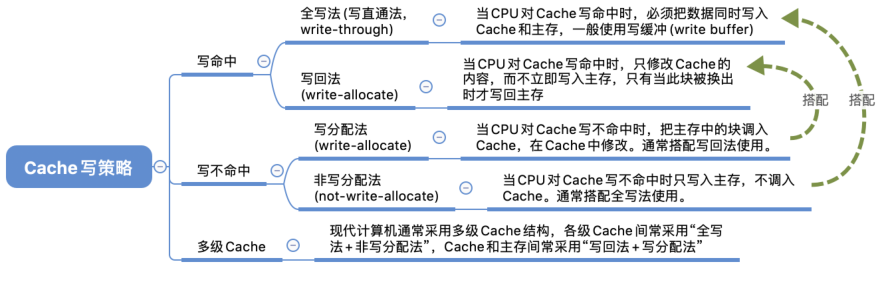 全写法(写直通法，
write-through)
当CPU对Cache写命中时，必须把数据同时写入
Cache和主存，一般使用写缓冲(write buffer)
写命中
写回法
(write-allocate)
当CPU对Cache写命中时，只修改Cache的
内容，而不立即写入主存，只有当此块被换出
时才写回主存
搭配
搭配
Cache写策略
写分配法
(write-allocate)
当CPU对Cache写不命中时，把主存中的块调入
Cache，在Cache中修改。通常搭配写回法使用。
写不命中
非写分配法
(not-write-allocate)
当CPU对Cache写不命中时只写入主存，不调入
Cache。通常搭配全写法使用。
多级Cache
现代计算机通常采用多级Cache结构，各级Cache间常采用“全写
法+非写分配法”，Cache和主存间常采用“写回法+写分配法”